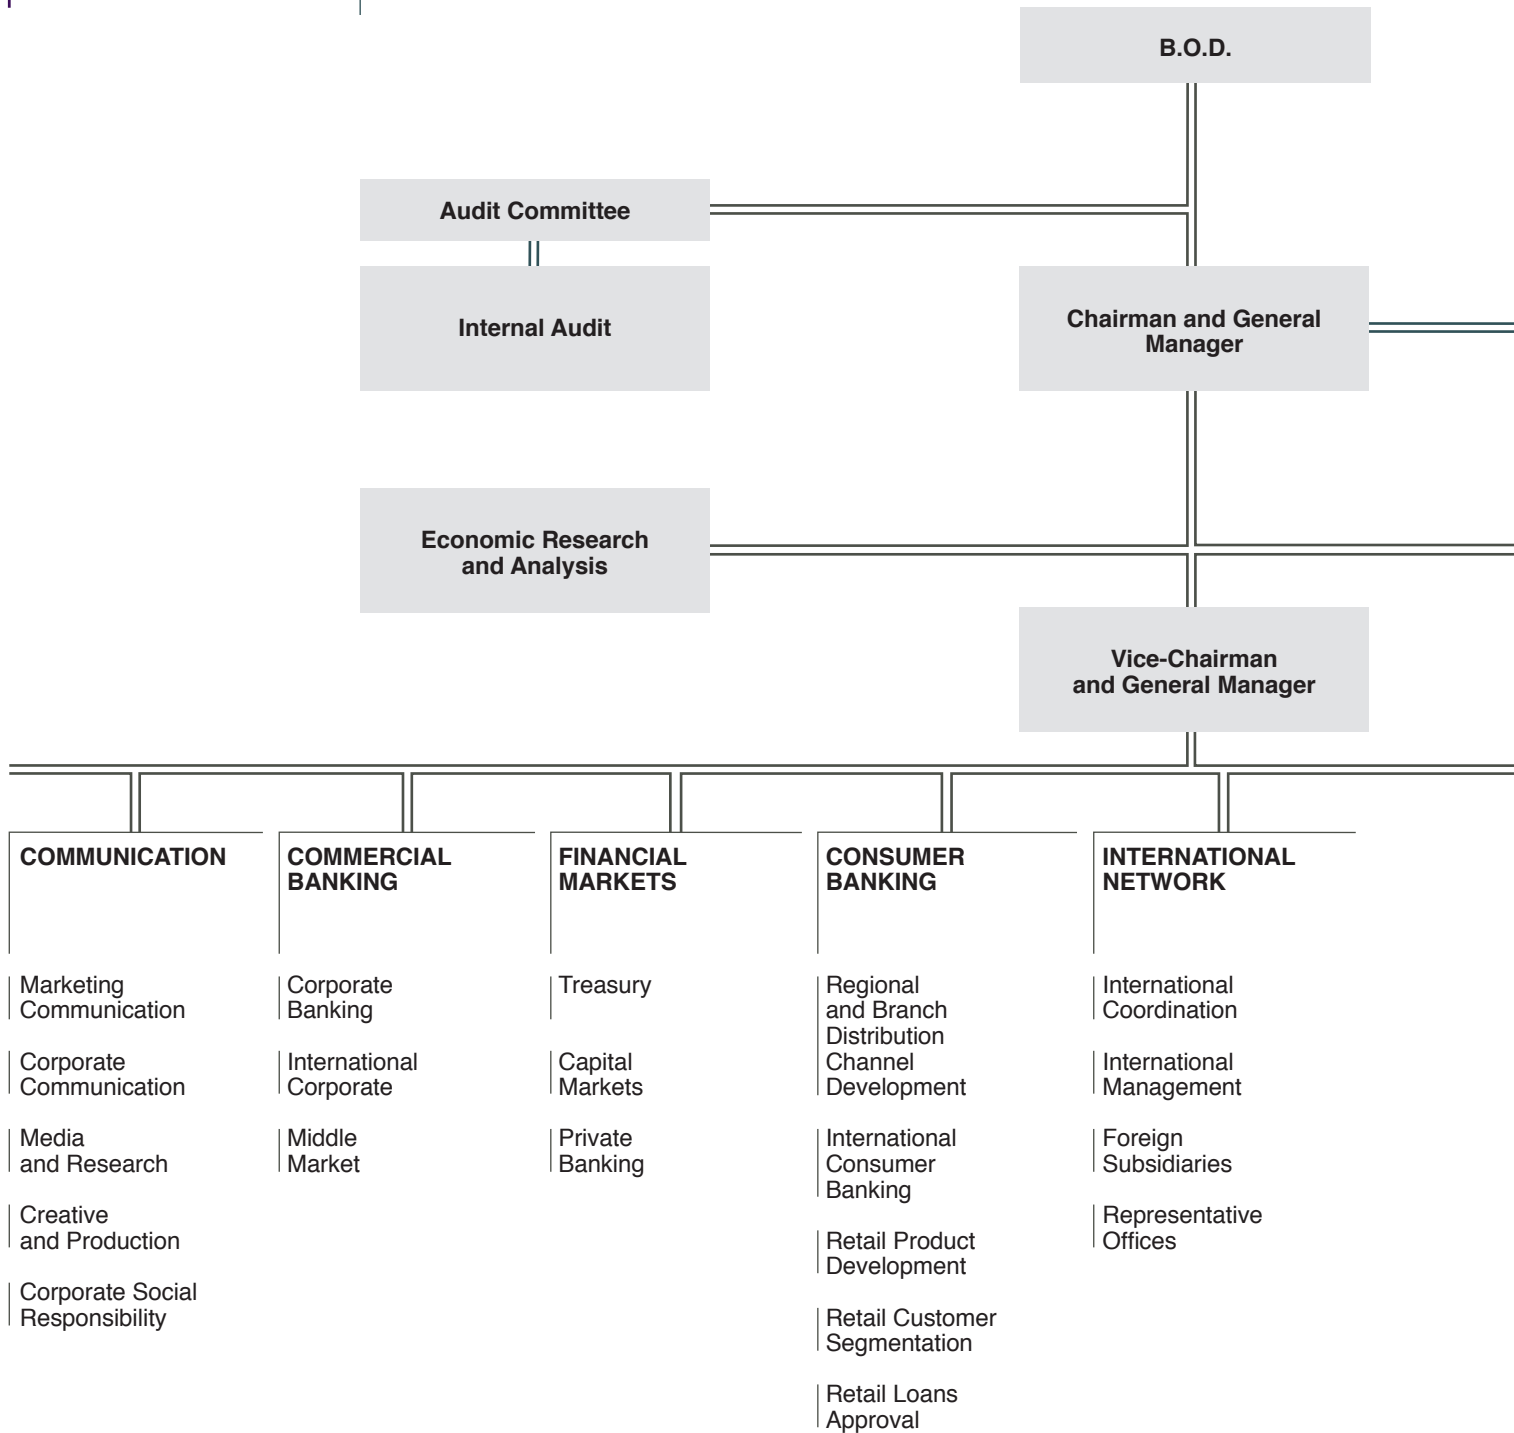 B.O.D.
Audit Committee
Internal Audit
Chairman and General
Manager
Economic Research
and Analysis
Vice-Chairman
and General Manager
COMMUNICATION
Marketing
Communication
Corporate
Communication
Media
and Research
Creative
and Production
Corporate Social
Responsibility
COMMERCIAL
BANKING
Corporate
Banking
International
Corporate
Middle
Market
FINANCIAL
MARKETS
Treasury
Capital
Markets
Private
Banking
CONSUMER
BANKING
Regional
and Branch
Distribution
Channel
Development
International
Consumer
Banking
Retail Product
Development
Retail Customer
Segmentation
Retail Loans
Approval
INTERNATIONAL
NETWORK
International
Coordination
International
Management
Foreign
Subsidiaries
Representative
Offices